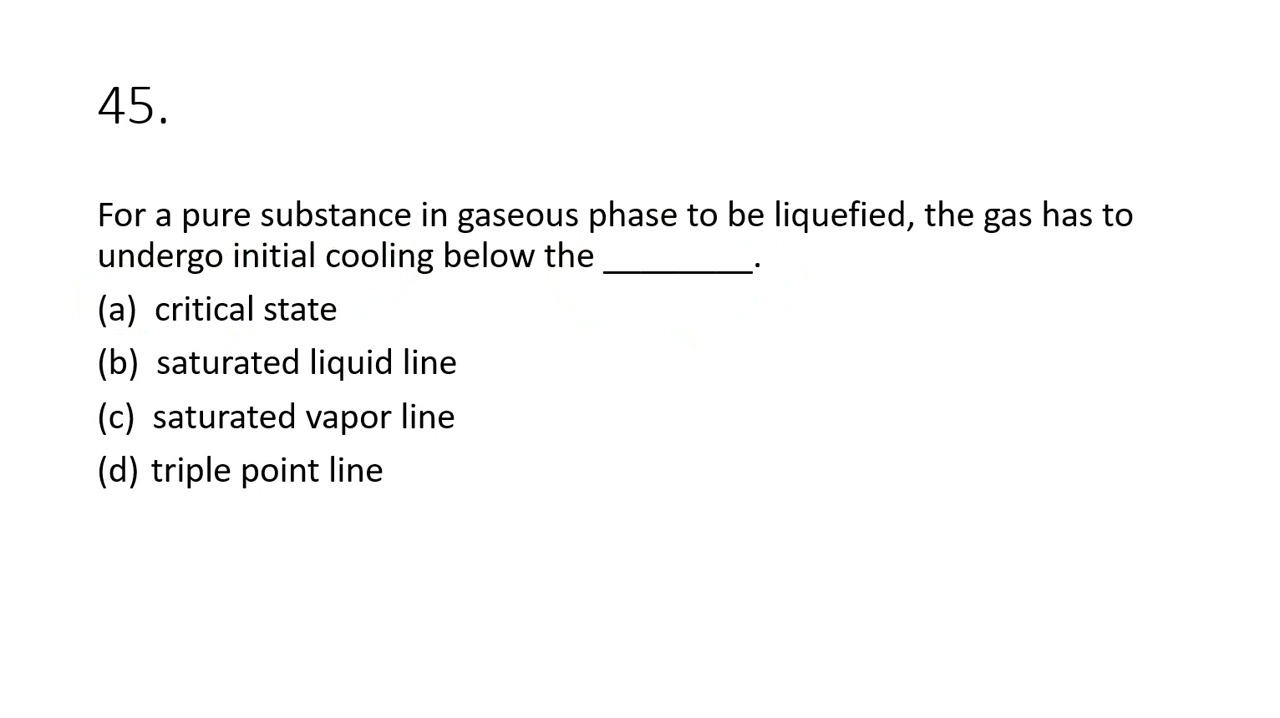 45.
For a pure substance in gaseous phase to be liquefied, the gas has to
undergo initial cooling below the ________.
(a) critical state
(b) saturated liquid line
(c) saturated vapor line
(d) triple point line